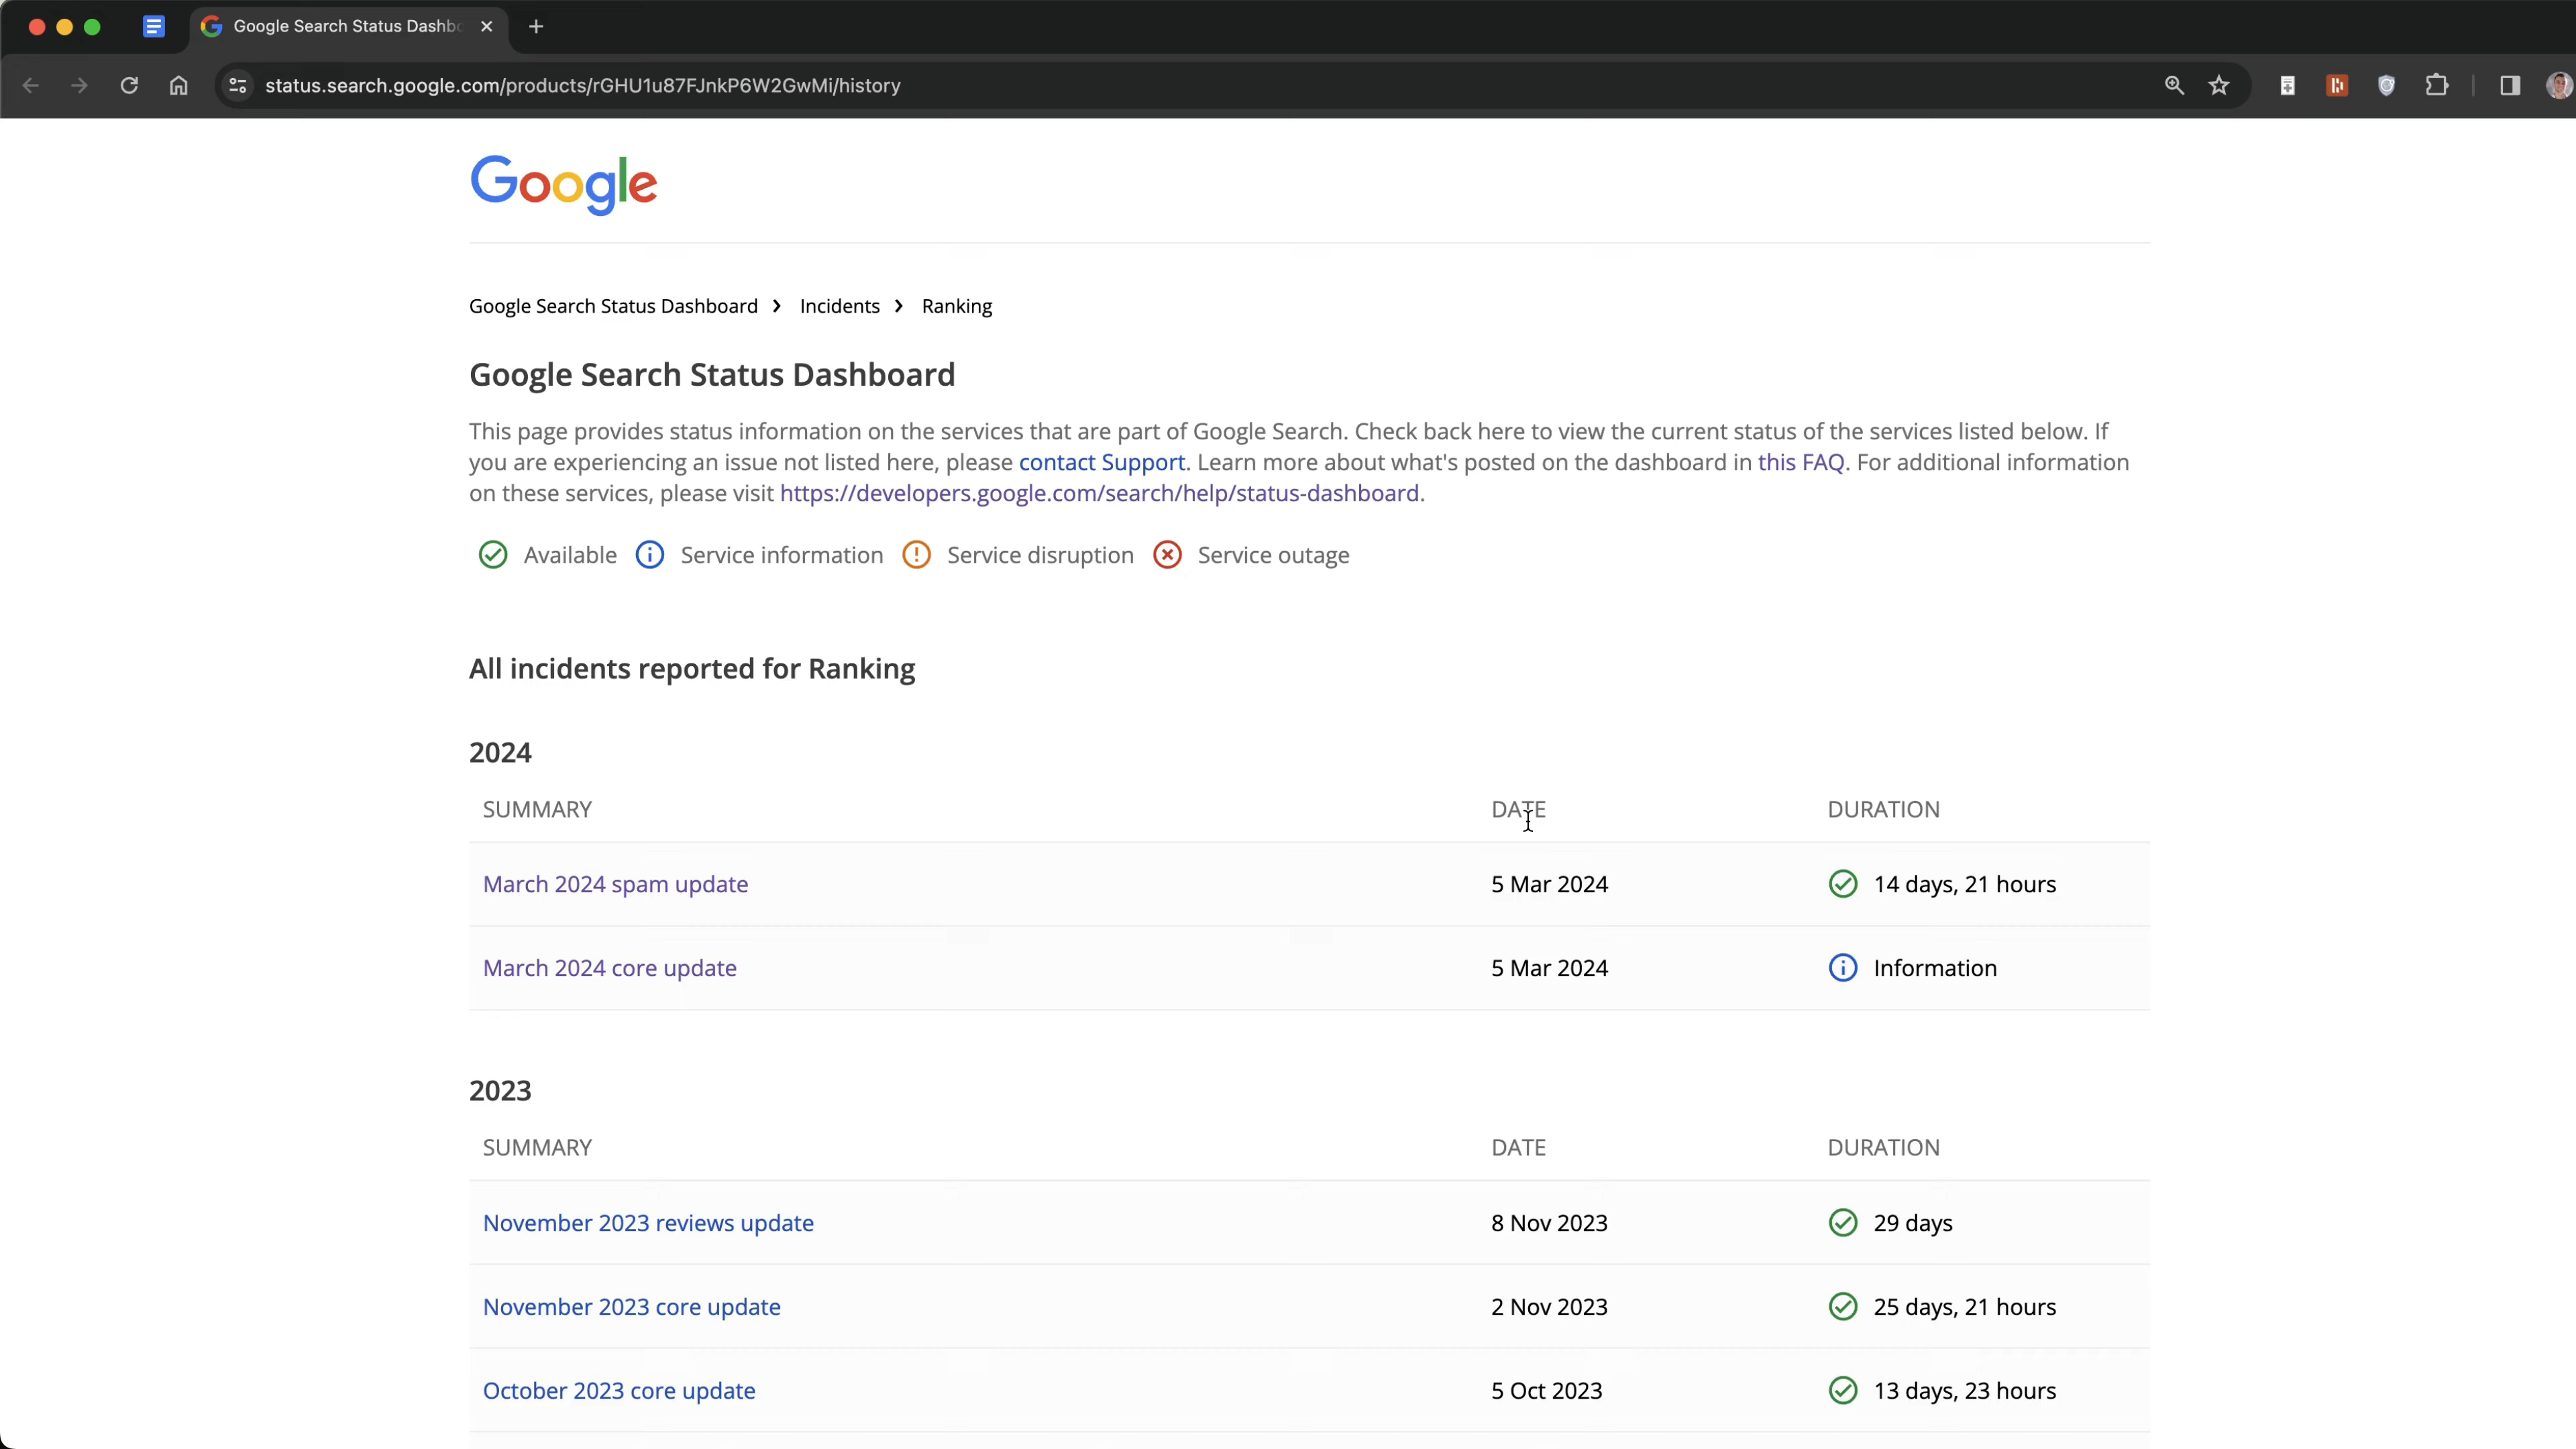 Google Search Status Dashbo
status.search.google.com/products/rGHU1u87FJnkP6W2GwMi/history
Google
Google Search Status Dashboard > Incidents > Ranking
Google Search Status Dashboard
This page provides status information on the services that are part of Google Search. Check back here to view the current status of the services listed below. If
you are experiencing an issue not listed here, please contact Support. Learn more about what's posted on the dashboard in this FAQ. For additional information
on these services, please visit https://developers.google.com/search/help/status-dashboard.
Available Service information Service disruption Service outage
All incidents reported for Ranking
2024
SUMMARY DATE DURATION
March 2024 spam update 5 Mar 2024 14 days, 21 hours
March 2024 core update 5 Mar 2024 Information
2023
SUMMARY DATE DURATION
November 2023 reviews update 8 Nov 2023 29 days
November 2023 core update 2 Nov 2023 25 days, 21 hours
October 2023 core update 5 Oct 2023 13 days, 23 hours